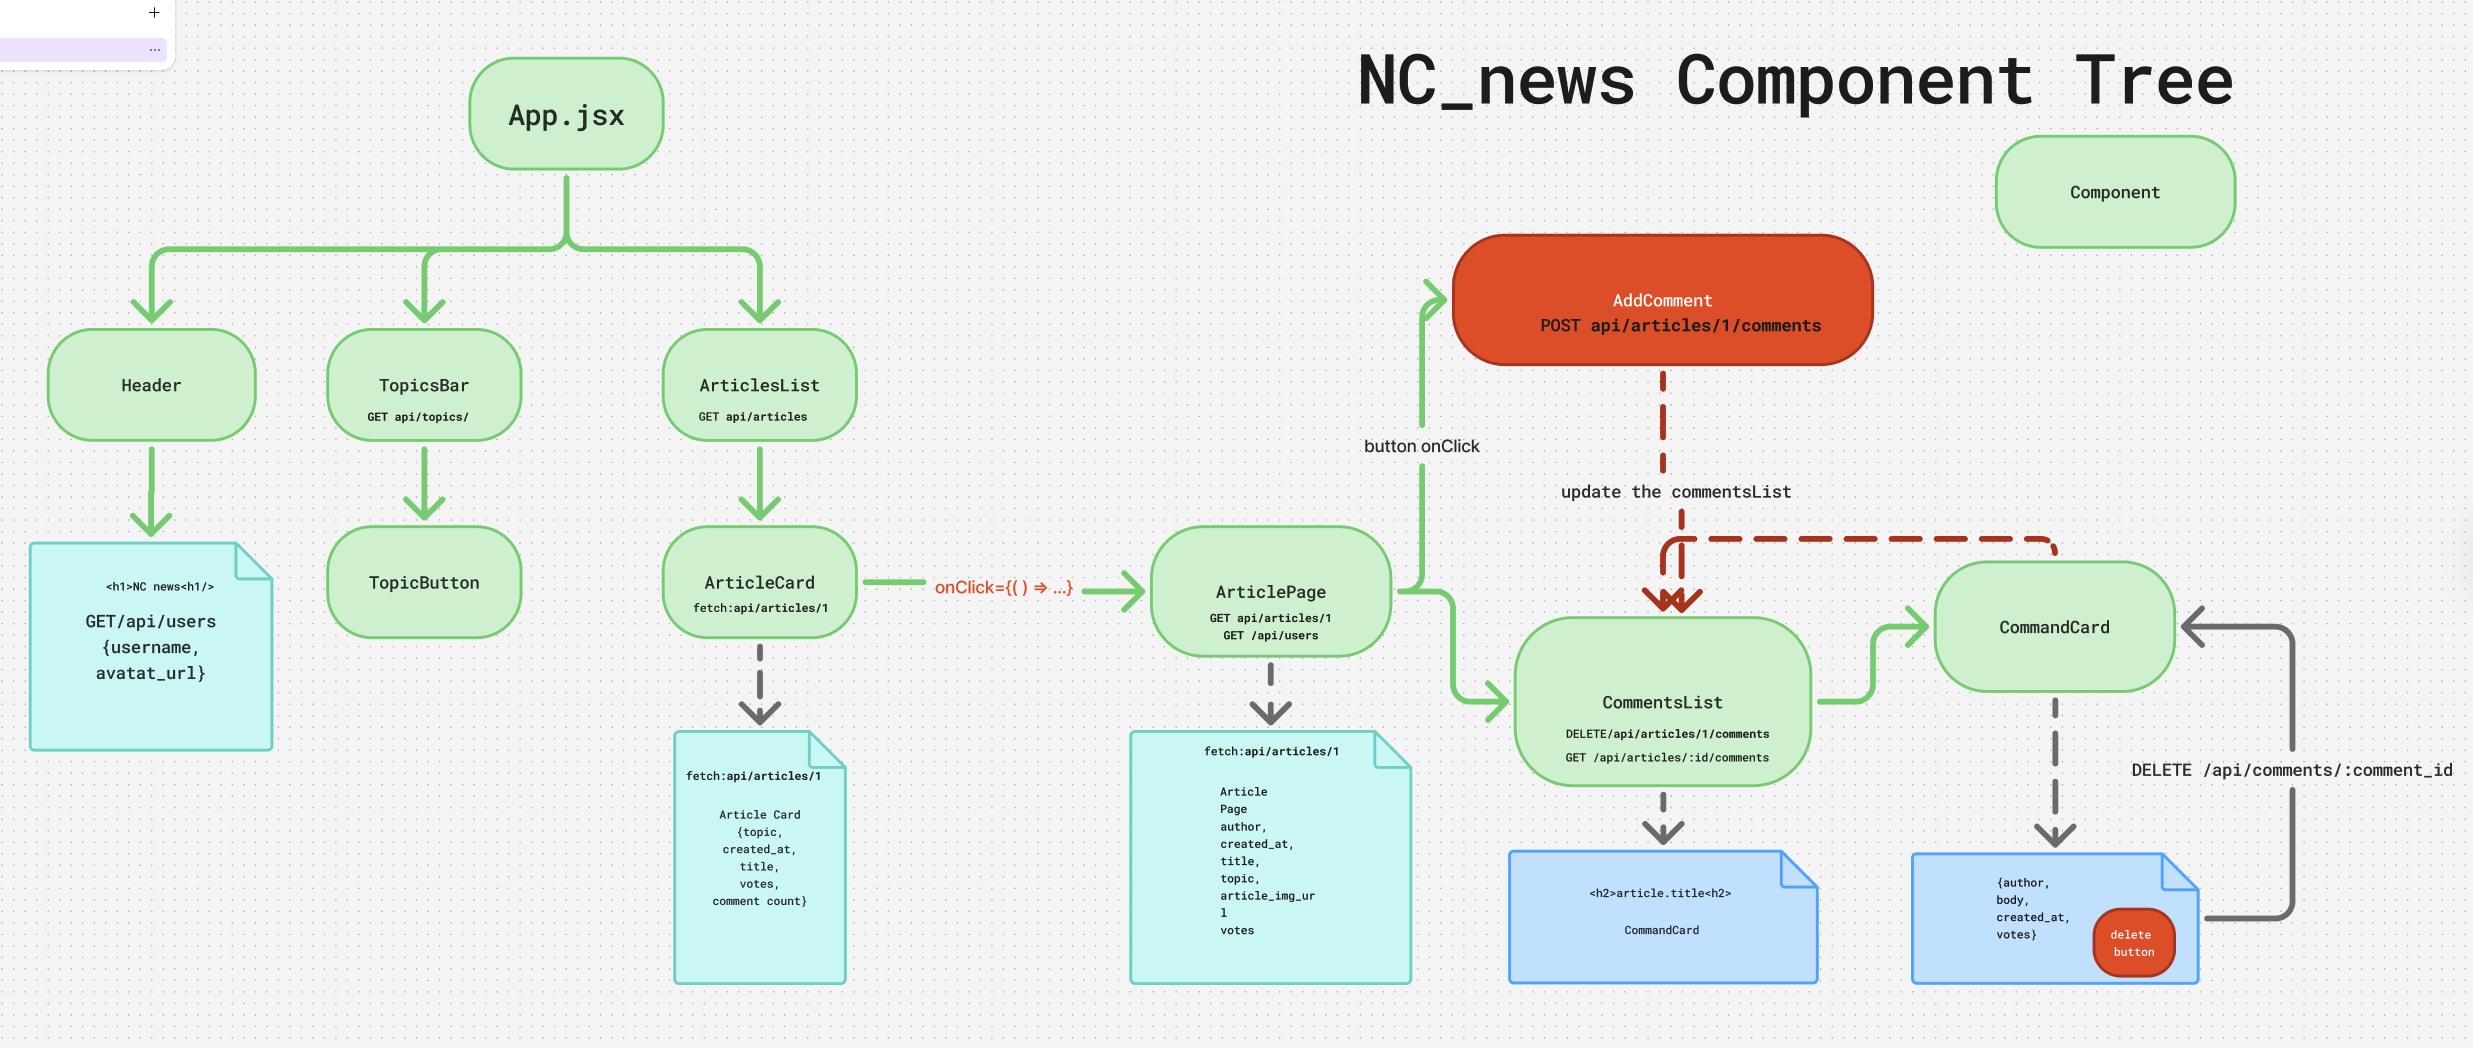 NC_news Component Tree
App.jsx
Component
AddComment
POST api/articles/1/comments
Header
TopicsBar
GET api/topics/
ArticlesList
GET api/articles
button onClick
update the commentsList
<h1>NC news<h1/>
GET/api/users
{username,
avatat_url}
TopicButton
ArticleCard
fetch:api/articles/1
onClick={( ) => ...}
ArticlePage
GET api/articles/1
GET /api/users
CommentsList
DELETE/api/articles/1/comments
GET /api/articles/:id/comments
CommandCard
DELETE /api/comments/:comment_id
fetch:api/articles/1
Article Card
{topic,
created_at,
title,
votes,
comment count}
fetch:api/articles/1
Article
Page
author,
created_at,
title,
topic,
article_img_ur
l
votes
<h2>article.title<h2>
CommandCard
{author,
body,
created_at,
votes}
delete
button